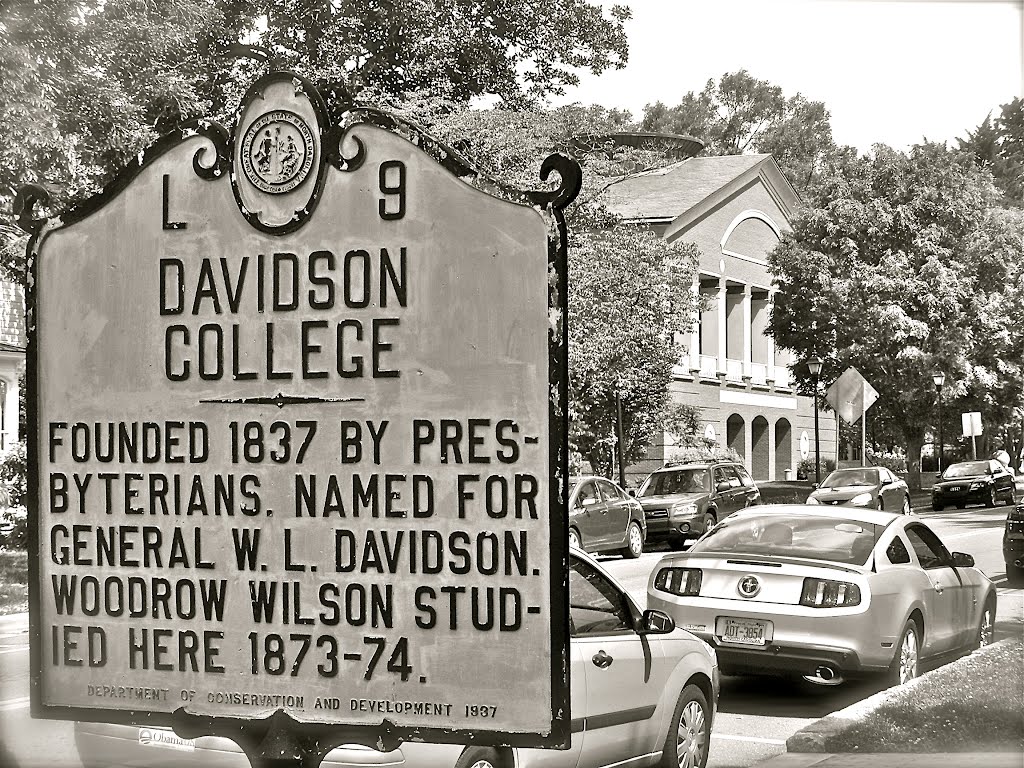 L 9
DAVIDSON
COLLEGE
FOUNDED 1837 BY PRES-
BYTERIANS. NAMED FOR
GENERAL W. L. DAVIDSON.
WOODROW WILSON STUD-
IED HERE 1873-74.
DEPARTMENT OF CONSERVATION AND DEVELOPMENT 1937
Obama